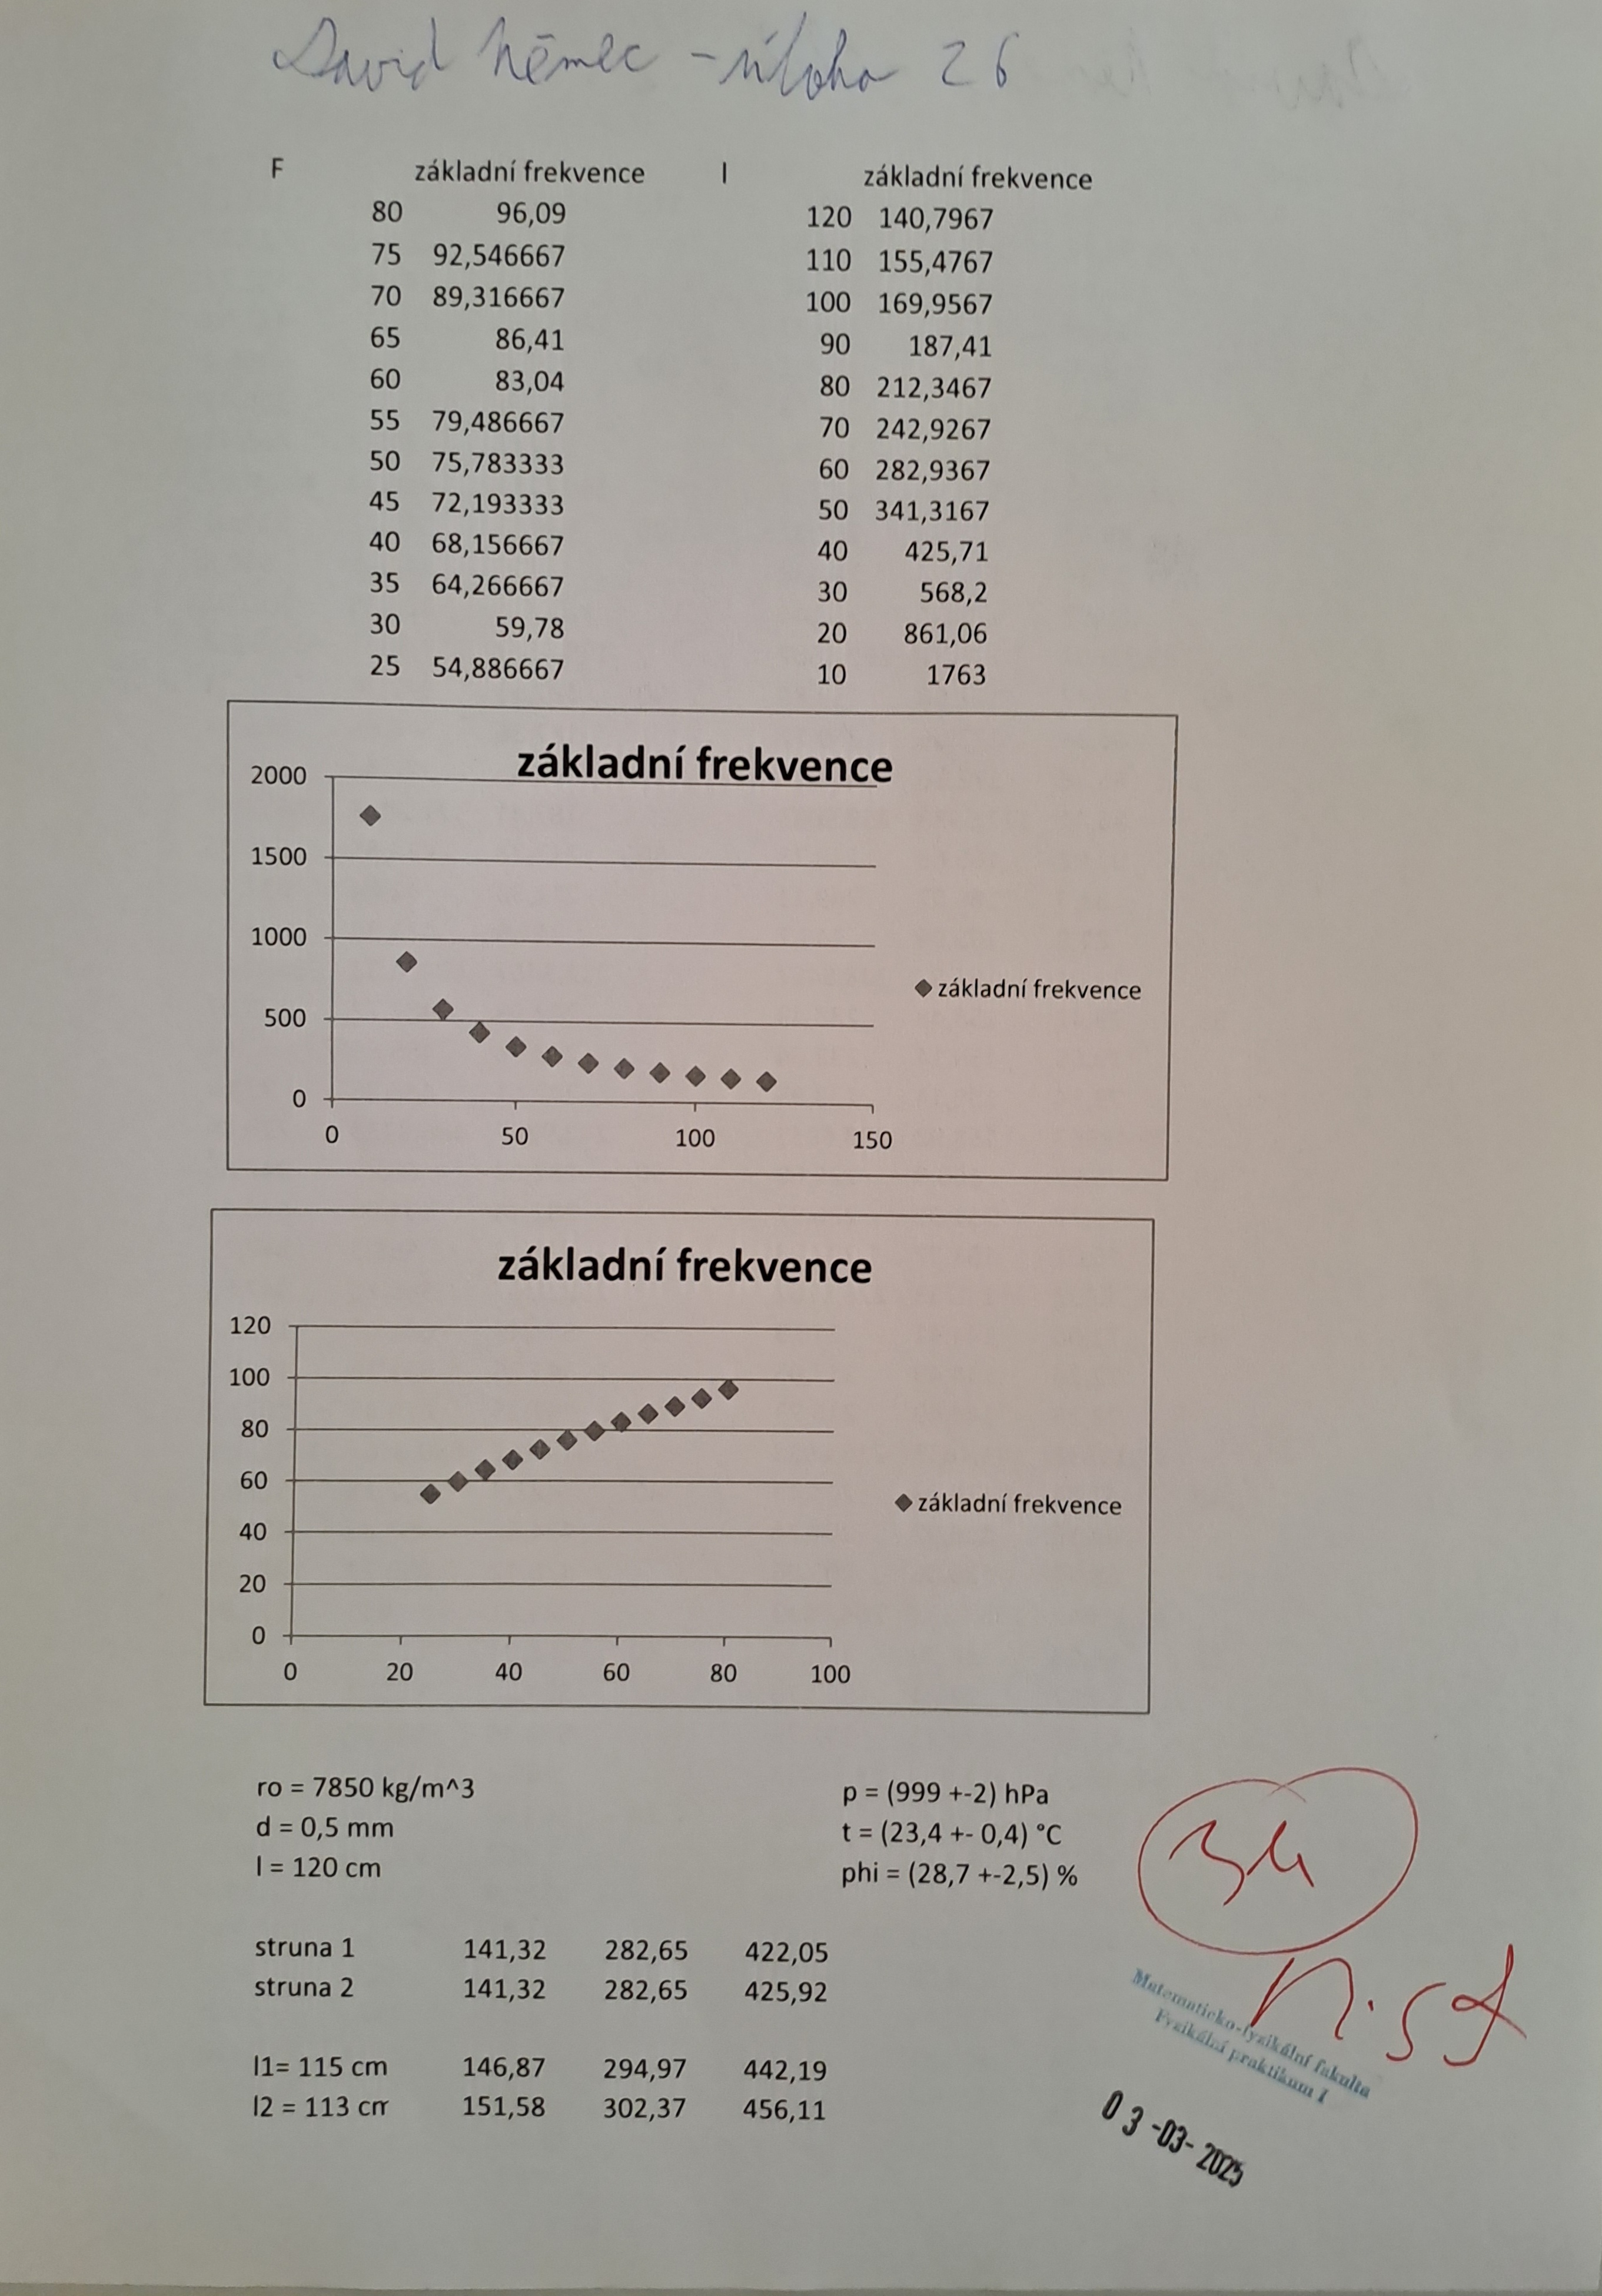 David Němec - úloha 26
F základní frekvence l základní frekvence
80 96,09 120 140,7967
75 92,546667 110 155,4767
70 89,316667 100 169,9567
65 86,41 90 187,41
60 83,04 80 212,3467
55 79,486667 70 242,9267
50 75,783333 60 282,9367
45 72,193333 50 341,3167
40 68,156667 40 425,71
35 64,266667 30 568,2
30 59,78 20 861,06
25 54,886667 10 1763
základní frekvence
2000
1500
1000
500
0
0 50 100 150
základní frekvence
základní frekvence
120
100
80
60
40
20
0
0 20 40 60 80 100
základní frekvence
ro = 7850 kg/m^3 p = (999 +-2) hPa
d = 0,5 mm t = (23,4 +- 0,4) °C
l = 120 cm phi = (28,7 +-2,5) %
struna 1 141,32 282,65 422,05
struna 2 141,32 282,65 425,92
l1= 115 cm 146,87 294,97 442,19
l2 = 113 cm 151,58 302,37 456,11
Matematicko-fyzikální fakulta
Fyzikální praktikum I
03-03-2025